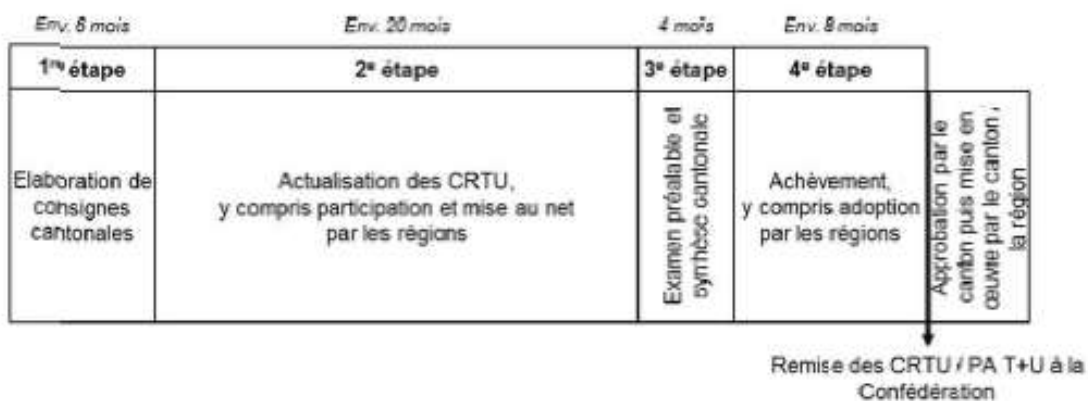 Env. 6 mois
Env. 20 mois
4 mois
Env. 8 mois
1re étape
2e étape
3e étape
4e étape
Elaboration de
consignes
cantonales
Actualisation des CRTU,
y compris participation et mise au net
par les régions
Examen préalable et
synthèse cantonale
Achèvement,
y compris adoption
par les régions
Approbation par le
canton puis mise en
œuvre par le canton /
la région
Remise des CRTU / PA T+U à la
Confédération